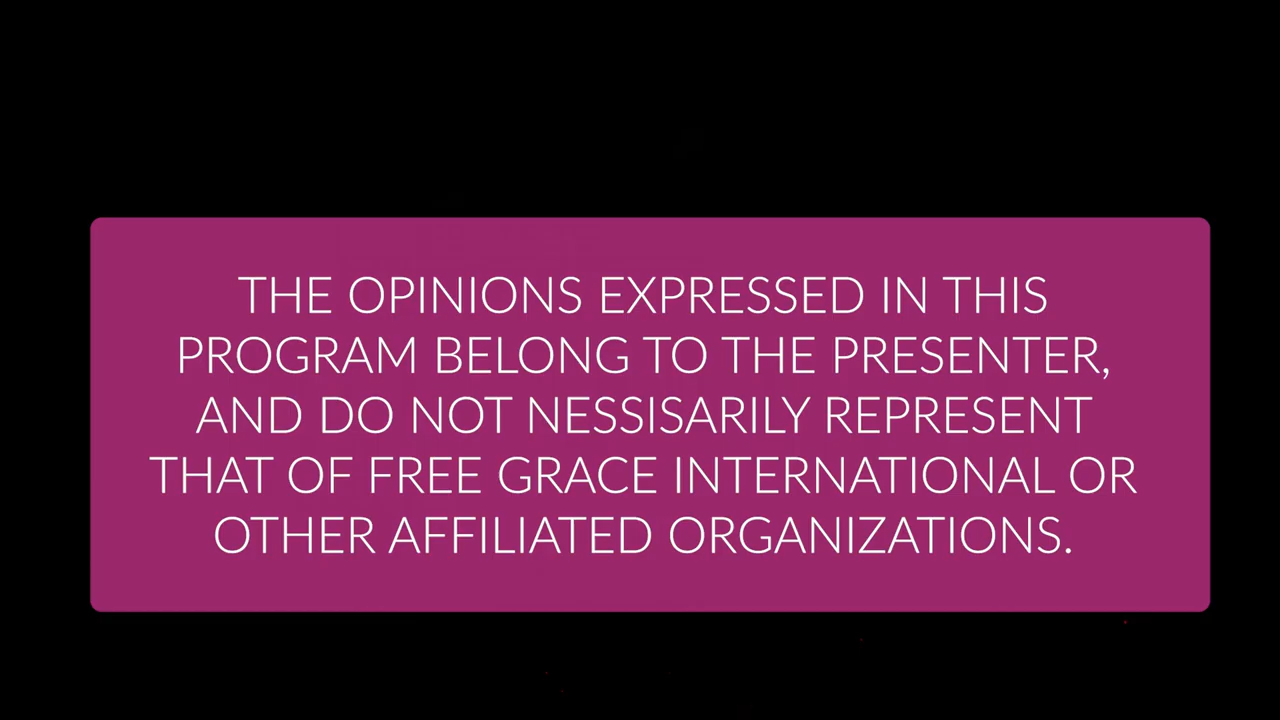 THE OPINIONS EXPRESSED IN THIS
PROGRAM BELONG TO THE PRESENTER,
AND DO NOT NESSISARILY REPRESENT
THAT OF FREE GRACE INTERNATIONAL OR
OTHER AFFILIATED ORGANIZATIONS.